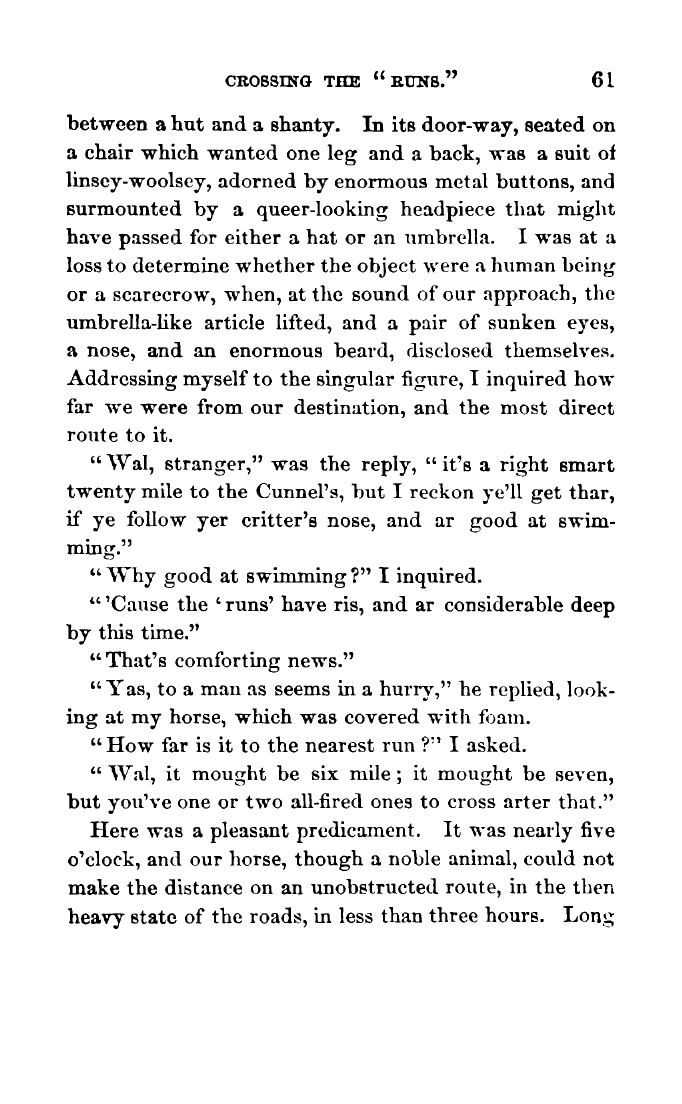 CROSSING THE “RUNS.” 61
between a hut and a shanty. In its door-way, seated on
a chair which wanted one leg and a back, was a suit of
linsey-woolsey, adorned by enormous metal buttons, and
surmounted by a queer-looking headpiece that might
have passed for either a hat or an umbrella. I was at a
loss to determine whether the object were a human being
or a scarecrow, when, at the sound of our approach, the
umbrella-like article lifted, and a pair of sunken eyes,
a nose, and an enormous beard, disclosed themselves.
Addressing myself to the singular figure, I inquired how
far we were from our destination, and the most direct
route to it.
“Wal, stranger,” was the reply, “it’s a right smart
twenty mile to the Cunnel’s, but I reckon ye’ll get thar,
if ye follow yer critter’s nose, and ar good at swim-
ming.”
“Why good at swimming?” I inquired.
“’Cause the ‘runs’ have ris, and ar considerable deep
by this time.”
“That’s comforting news.”
“Yas, to a man as seems in a hurry,” he replied, look-
ing at my horse, which was covered with foam.
“How far is it to the nearest run?” I asked.
“Wal, it mought be six mile; it mought be seven,
but you’ve one or two all-fired ones to cross arter that.”
Here was a pleasant predicament. It was nearly five
o’clock, and our horse, though a noble animal, could not
make the distance on an unobstructed route, in the then
heavy state of the roads, in less than three hours. Long